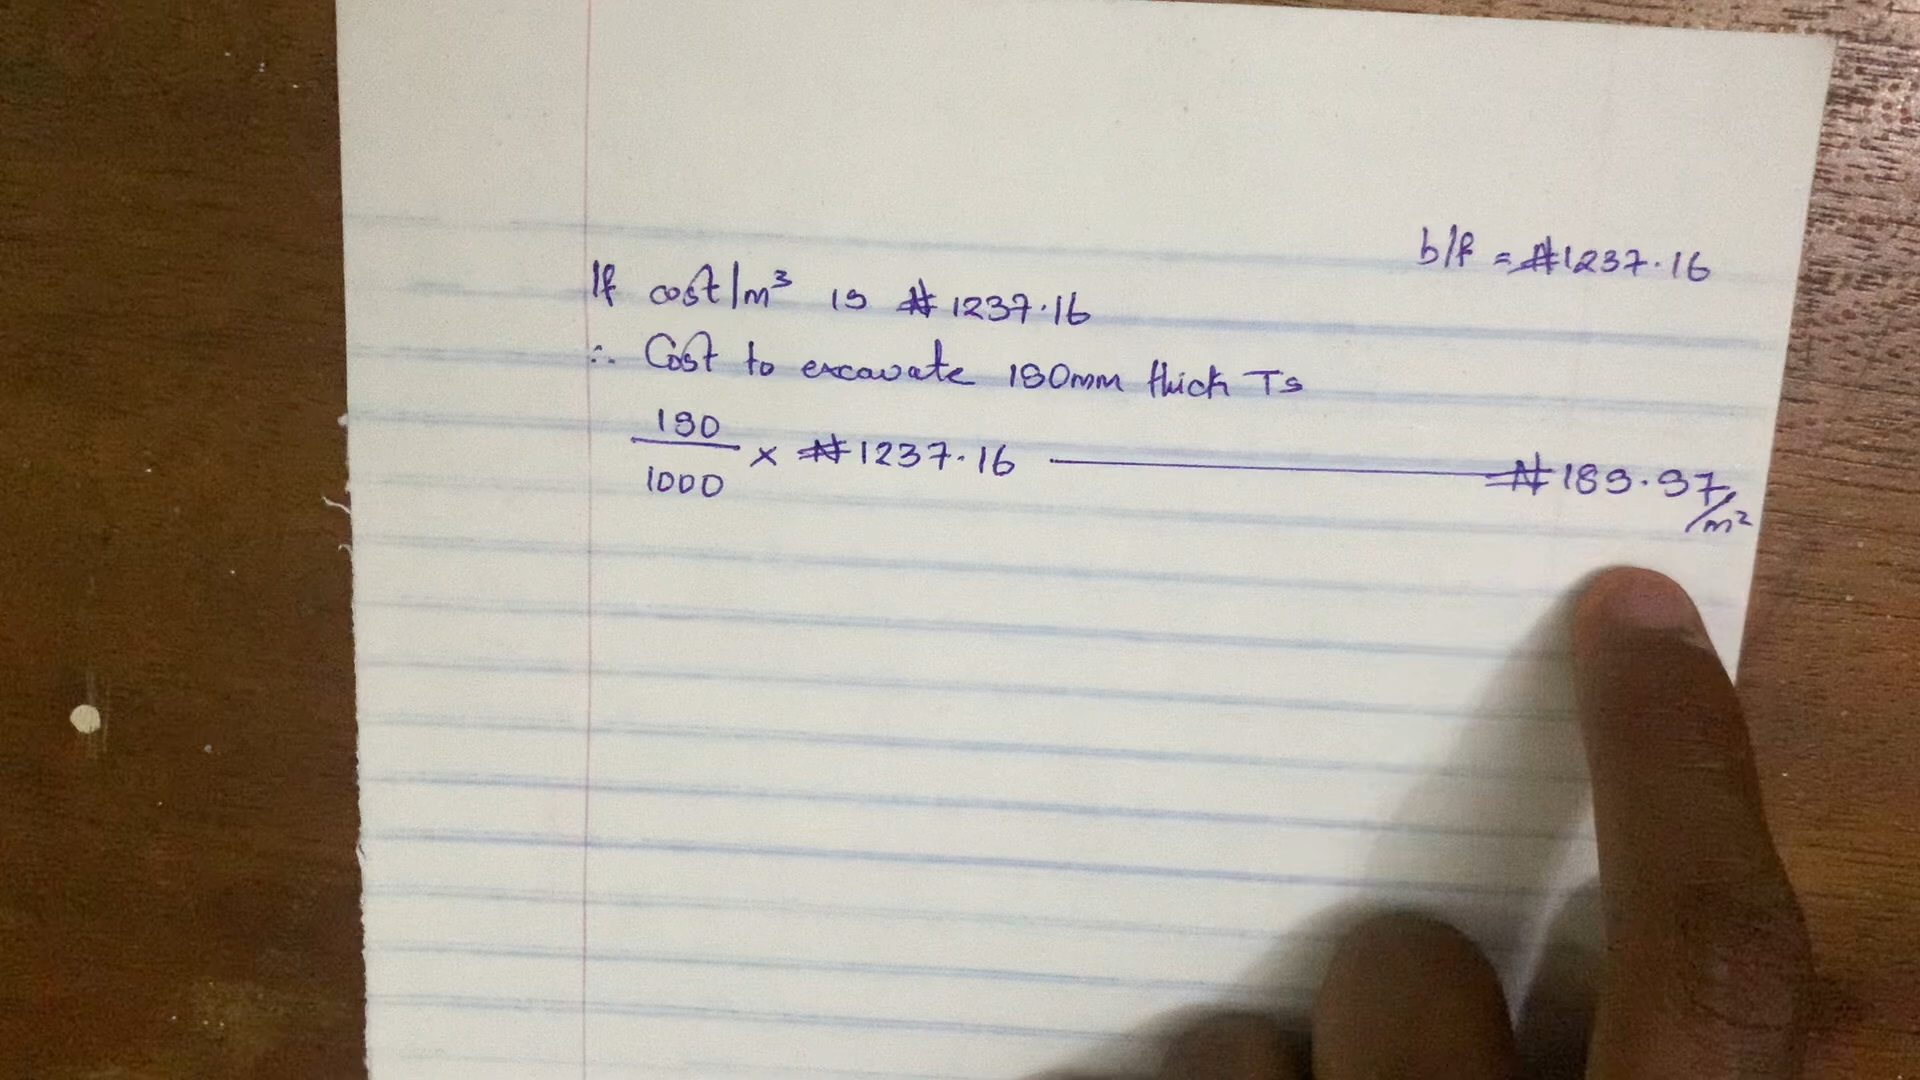 b/f = ₦1237.16
If cost/m³ is ₦1237.16
∴ Cost to excavate 150mm thick Ts
150/1000 x ₦1237.16 — ₦185.57/m²